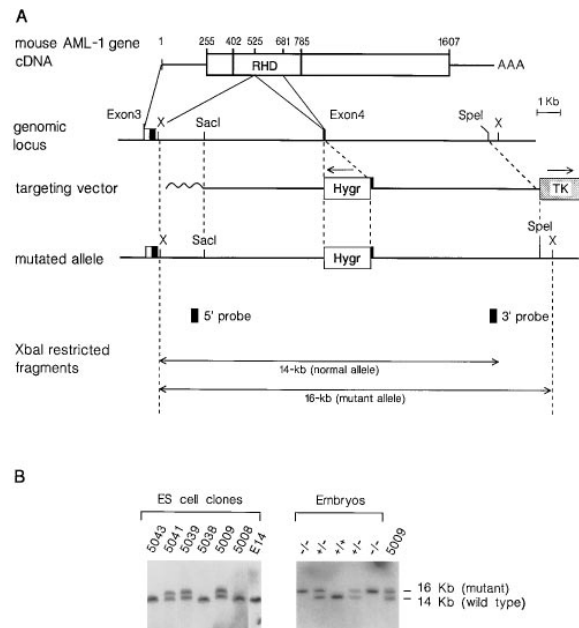 A
mouse AML-1 gene
cDNA
1 255 402 525 681 785 1607
RHD
AAA
Exon3
X
SacI
Exon4
SpeI
X
1 Kb
genomic
locus
targeting vector
Hygr
TK
mutated allele
X
SacI
Hygr
SpeI
X
5' probe
3' probe
XbaI restricted
fragments
14-kb (normal allele)
16-kb (mutant allele)
B
ES cell clones
5043 5041 5039 5038 5009 5008 E14
Embryos
-/- +/- +/+ +/- -/- 5009
16 Kb (mutant)
14 Kb (wild type)